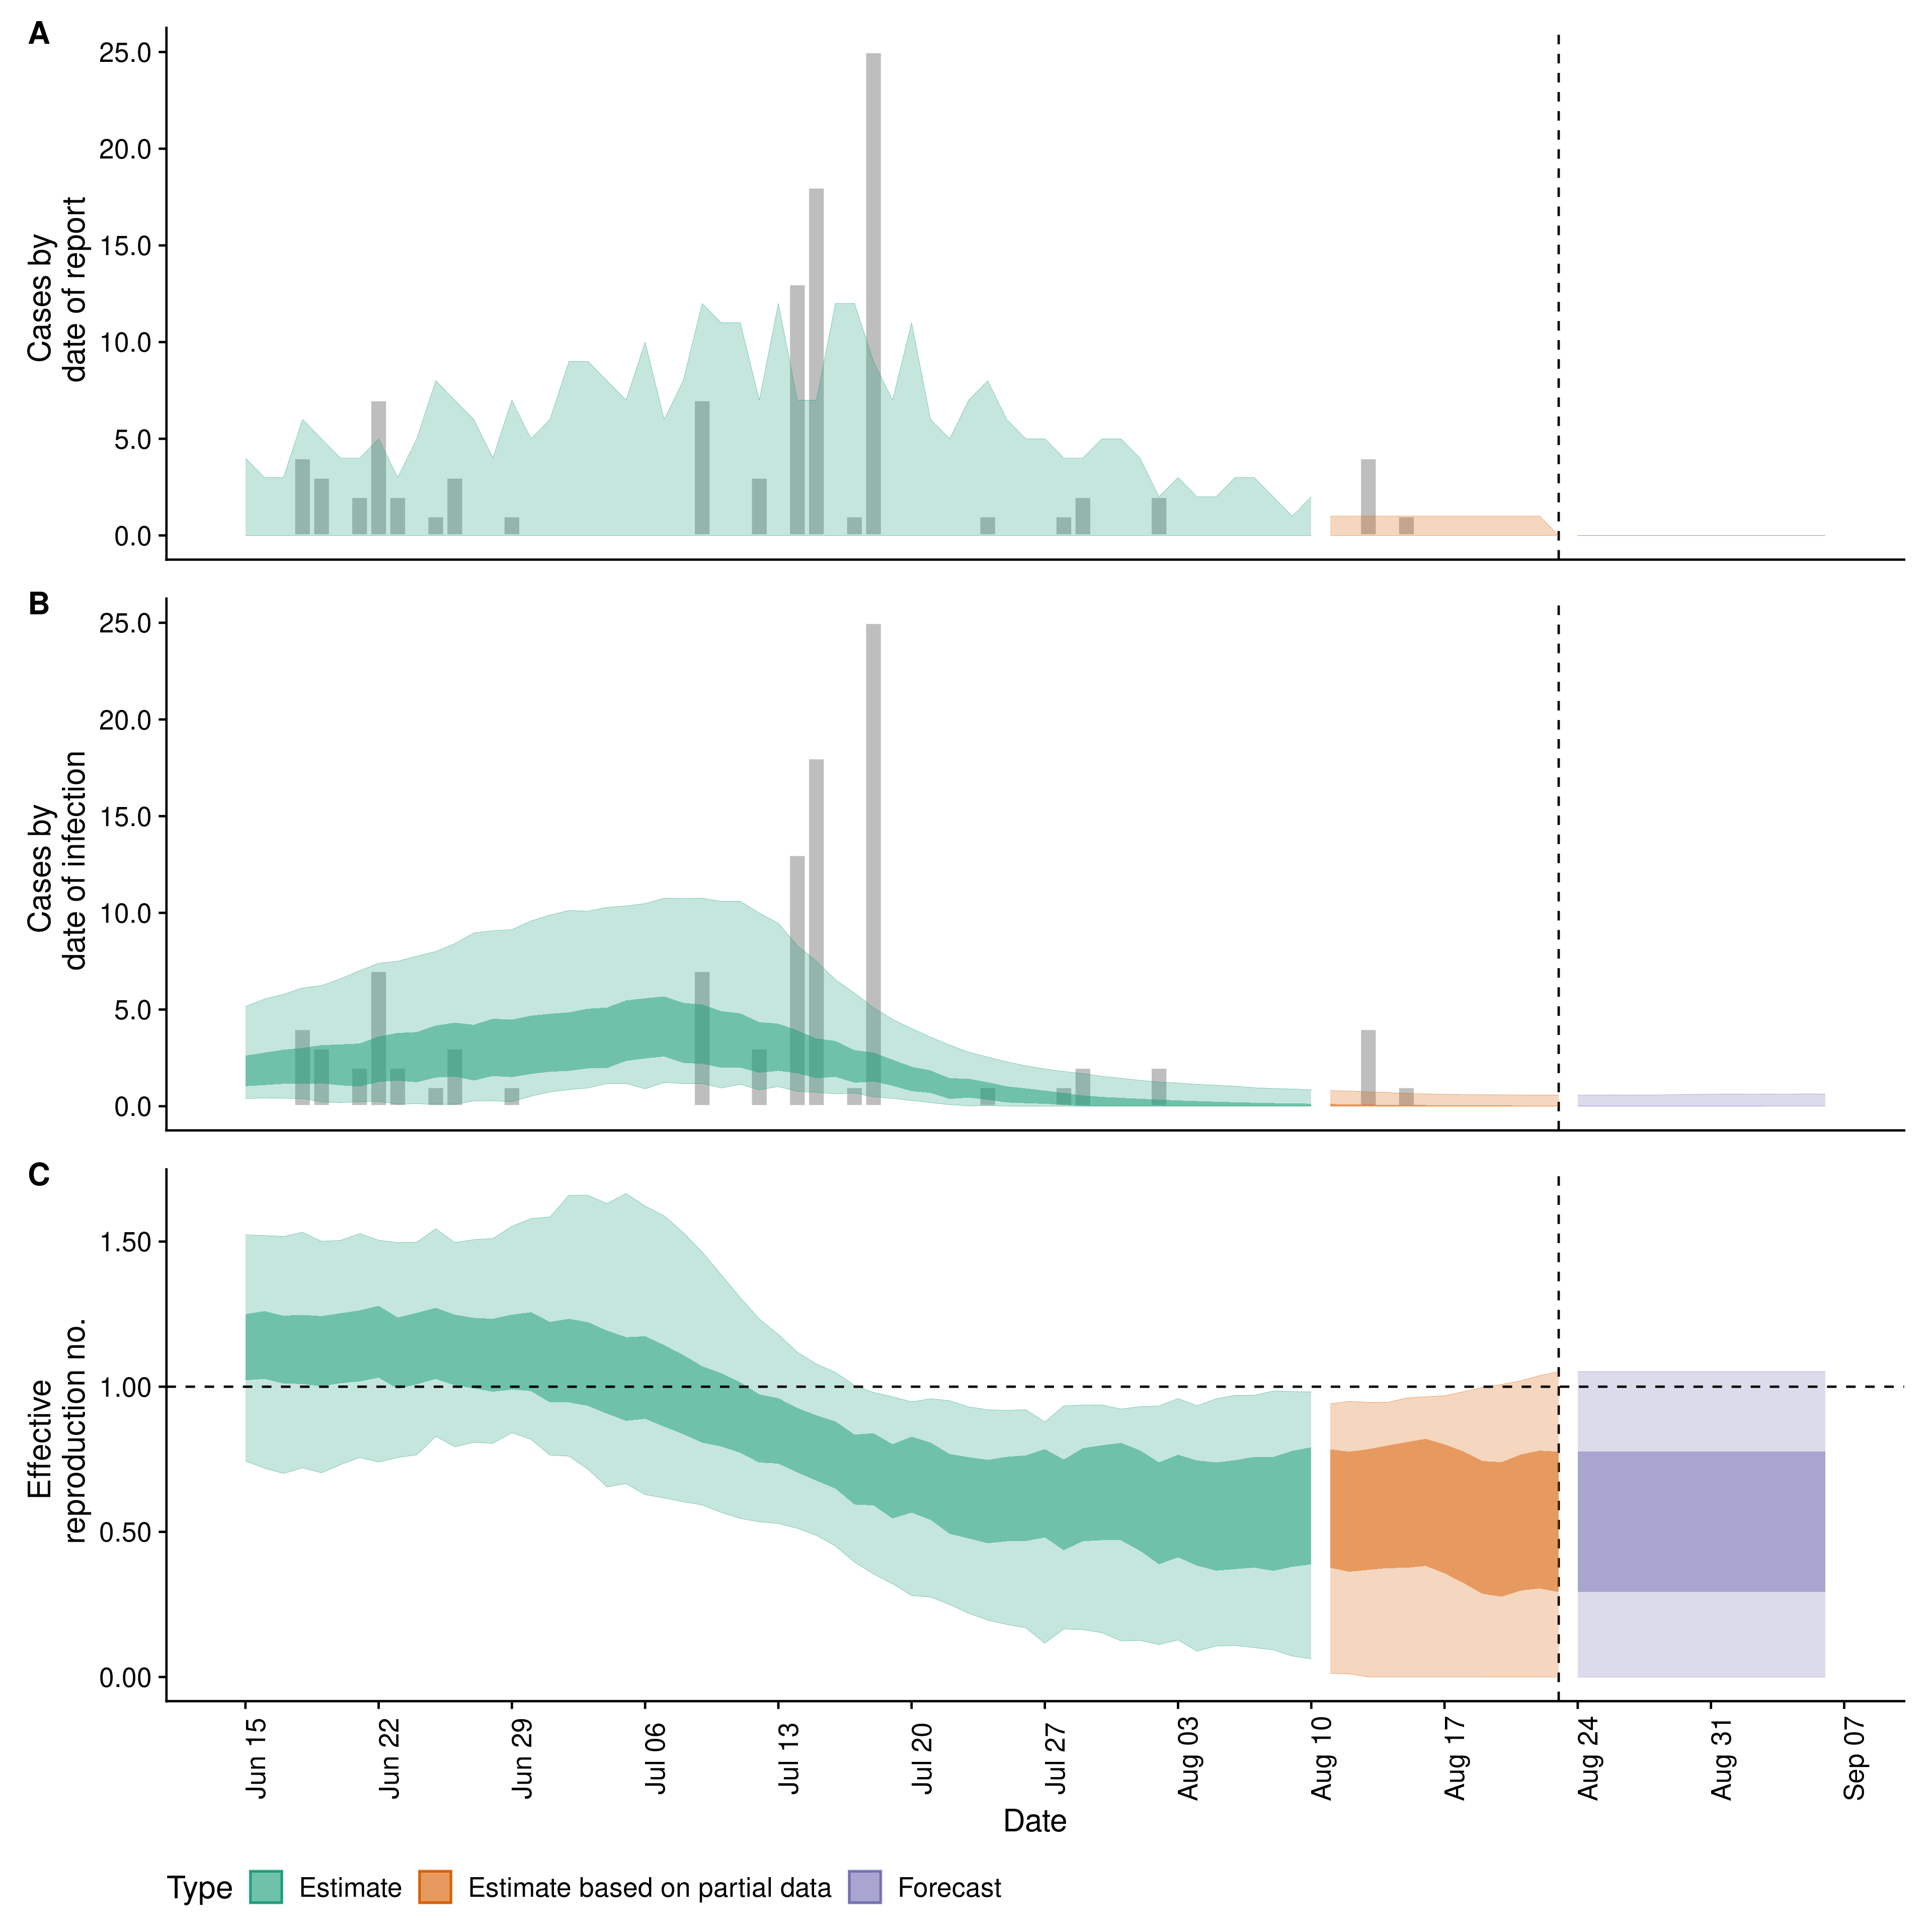 A
25.0
20.0
15.0
10.0
5.0
0.0
Cases by
date of report
B
25.0
20.0
15.0
10.0
5.0
0.0
Cases by
date of infection
C
1.50
1.00
0.50
0.00
Effective
reproduction no.
Jun 15
Jun 22
Jun 29
Jul 06
Jul 13
Jul 20
Jul 27
Aug 03
Aug 10
Aug 17
Aug 24
Aug 31
Sep 07
Date
Type Estimate Estimate based on partial data Forecast